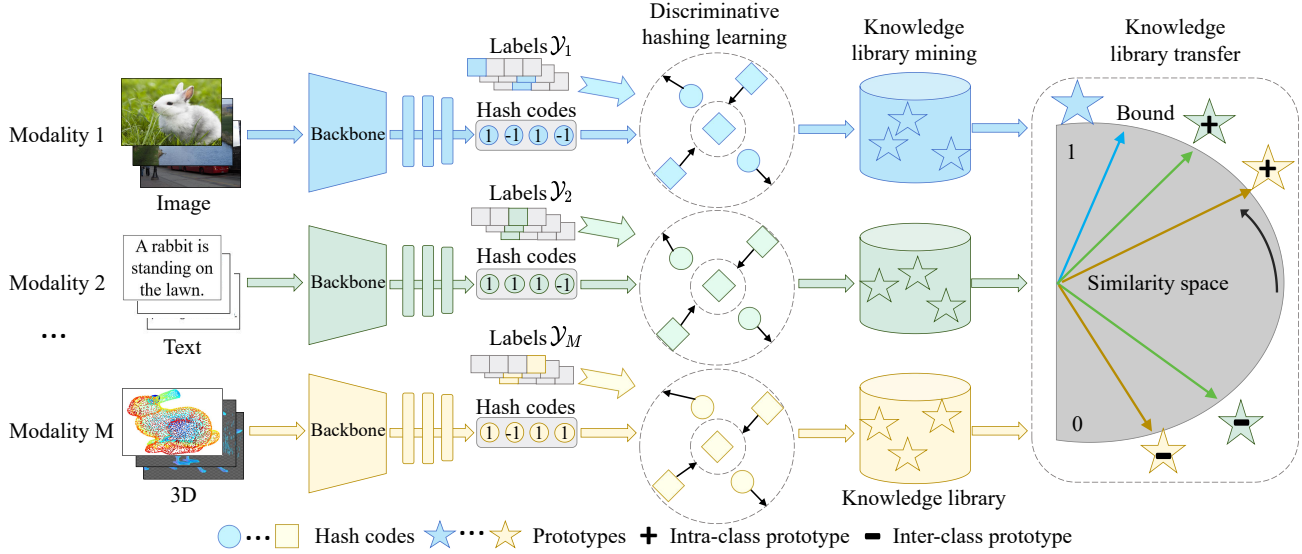 Discriminative
hashing learning
Knowledge
library mining
Knowledge
library transfer
Labels 𝒴1
Hash codes
Modality 1
Backbone
1 -1 1 -1
Image
Bound
1
Labels 𝒴2
Hash codes
Modality 2
A rabbit is
standing on
the lawn.
Backbone
1 1 1 -1
Text
Similarity space
...
Labels 𝒴M
Hash codes
Modality M
Backbone
1 -1 1 1
3D
0
Knowledge library
Hash codes
Prototypes
Intra-class prototype
Inter-class prototype